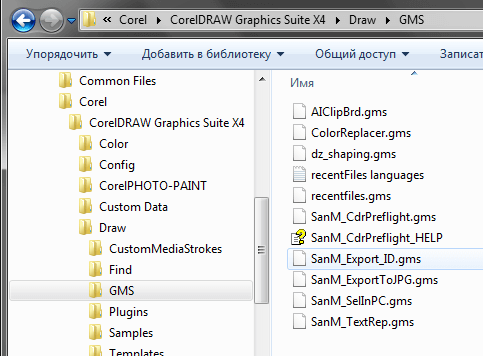 « Corel ▸ CorelDRAW Graphics Suite X4 ▸ Draw ▸ GMS
Упорядочить Добавить в библиотеку Общий доступ Записат
Common Files
Corel
CorelDRAW Graphics Suite X4
Color
Config
CorelPHOTO-PAINT
Custom Data
Draw
CustomMediaStrokes
Find
GMS
Plugins
Samples
Templates
Имя
AIClipBrd.gms
ColorReplacer.gms
dz_shaping.gms
recentFiles languages
recentfiles.gms
SanM_CdrPreflight.gms
SanM_CdrPreflight_HELP
SanM_Export_ID.gms
SanM_ExportToJPG.gms
SanM_SelInPC.gms
SanM_TextRep.gms